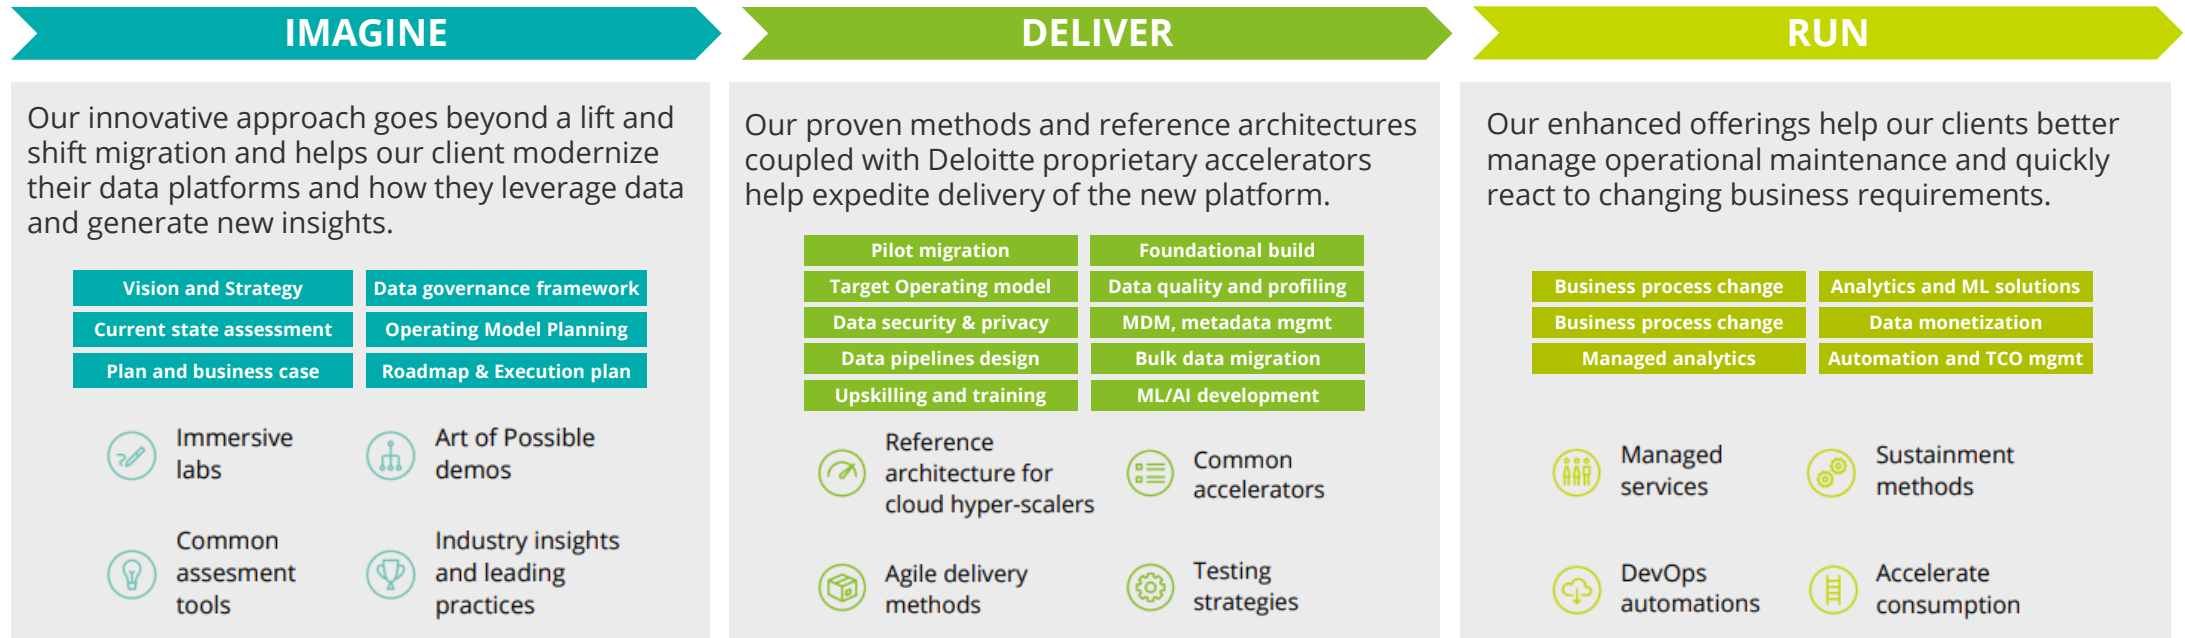 IMAGINE
Our innovative approach goes beyond a lift and
shift migration and helps our client modernize
their data platforms and how they leverage data
and generate new insights.
Vision and Strategy
Data governance framework
Current state assessment
Operating Model Planning
Plan and business case
Roadmap & Execution plan
Immersive
labs
Art of Possible
demos
Common
assesment
tools
Industry insights
and leading
practices
DELIVER
Our proven methods and reference architectures
coupled with Deloitte proprietary accelerators
help expedite delivery of the new platform.
Pilot migration
Foundational build
Target Operating model
Data quality and profiling
Data security & privacy
MDM, metadata mgmt
Data pipelines design
Bulk data migration
Upskilling and training
ML/AI development
Reference
architecture for
cloud hyper-scalers
Common
accelerators
Agile delivery
methods
Testing
strategies
RUN
Our enhanced offerings help our clients better
manage operational maintenance and quickly
react to changing business requirements.
Business process change
Analytics and ML solutions
Business process change
Data monetization
Managed analytics
Automation and TCO mgmt
Managed
services
Sustainment
methods
DevOps
automations
Accelerate
consumption